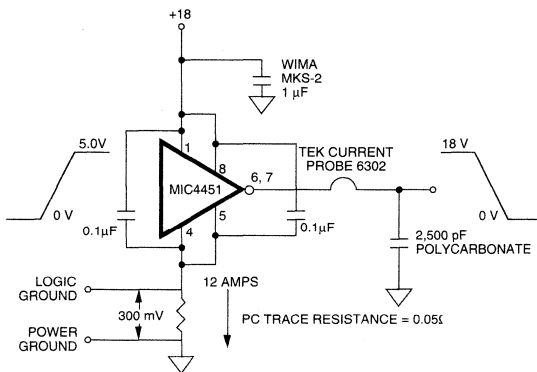 +18
WIMA
MKS-2
1 µF
5.0V
0 V
1
8
MIC4451
6, 7
5
4
0.1µF
0.1µF
TEK CURRENT
PROBE 6302
18 V
0 V
2,500 pF
POLYCARBONATE
LOGIC
GROUND
12 AMPS
300 mV
PC TRACE RESISTANCE = 0.05Ω
POWER
GROUND